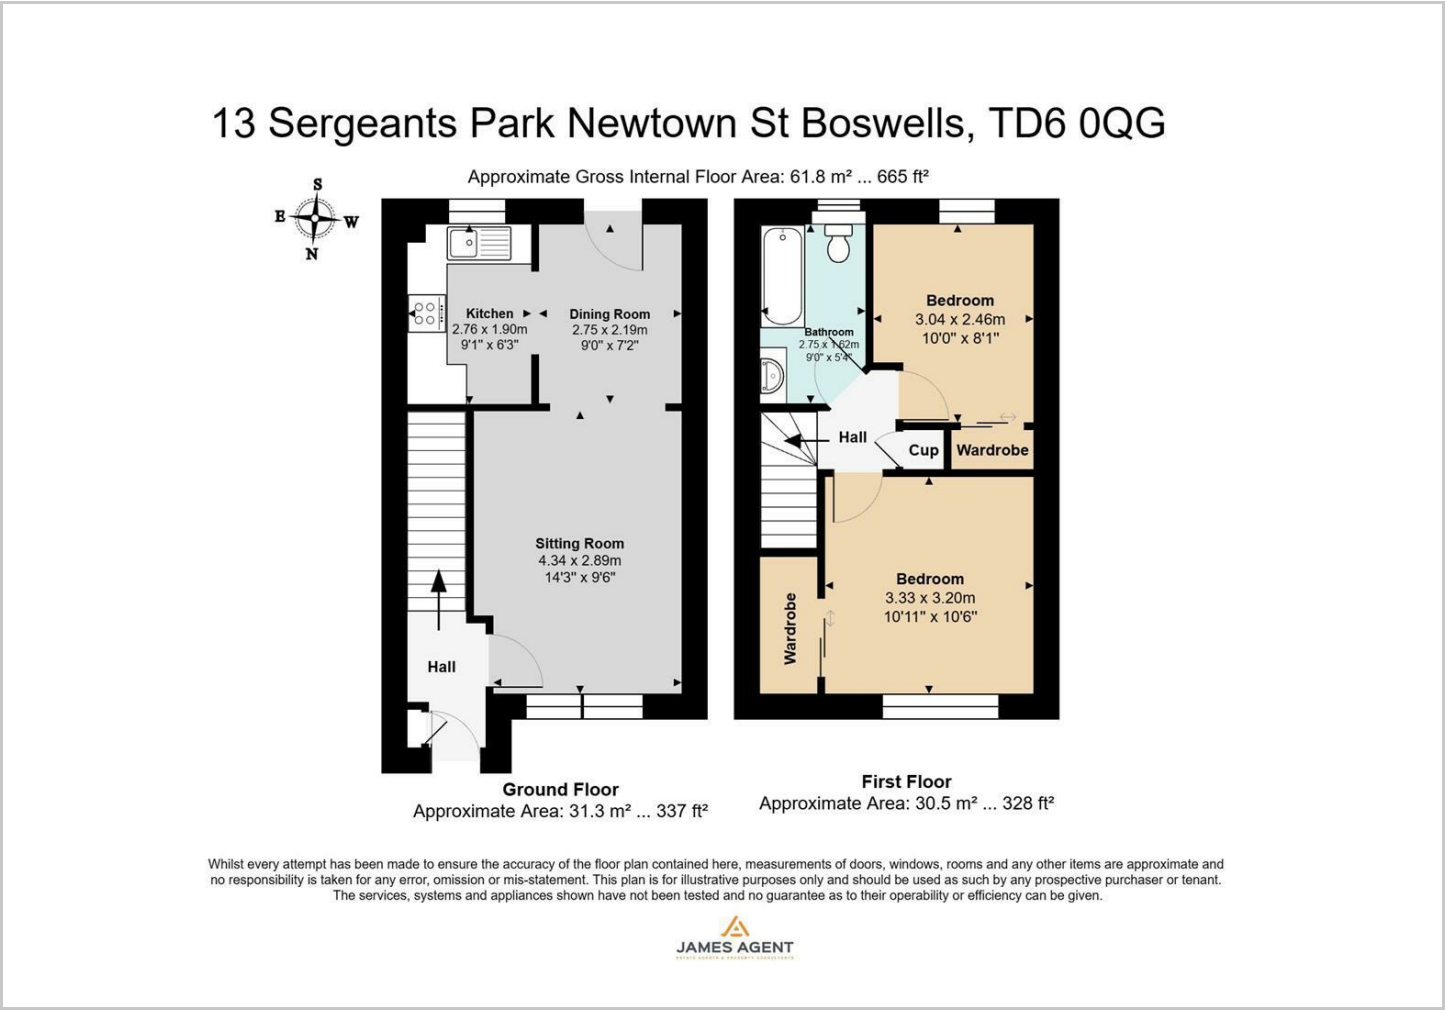 13 Sergeants Park Newtown St Boswells, TD6 0QG
Approximate Gross Internal Floor Area: 61.8 m² ... 665 ft²
S
E
W
N
Kitchen
2.76 x 1.90m
9'1" x 6'3"
Dining Room
2.75 x 2.19m
9'0" x 7'2"
Sitting Room
4.34 x 2.89m
14'3" x 9'6"
Hall
Ground Floor
Approximate Area: 31.3 m² ... 337 ft²
Bathroom
2.75 x 1.62m
9'0" x 5'4"
Bedroom
3.04 x 2.46m
10'0" x 8'1"
Hall
Cup
Wardrobe
Bedroom
3.33 x 3.20m
10'11" x 10'6"
Wardrobe
First Floor
Approximate Area: 30.5 m² ... 328 ft²
Whilst every attempt has been made to ensure the accuracy of the floor plan contained here, measurements of doors, windows, rooms and any other items are approximate and
no responsibility is taken for any error, omission or mis-statement. This plan is for illustrative purposes only and should be used as such by any prospective purchaser or tenant.
The services, systems and appliances shown have not been tested and no guarantee as to their operability or efficiency can be given.
JAMES AGENT
ESTATE AGENTS & PROPERTY CONSULTANTS